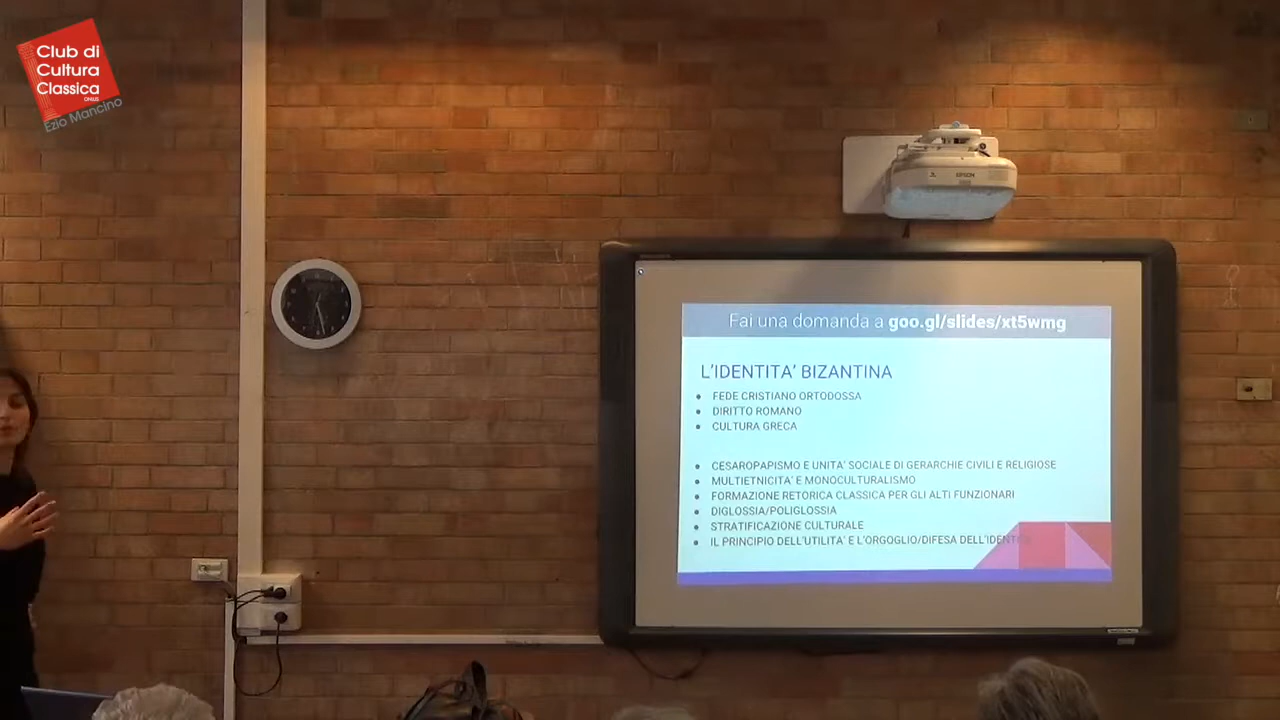 Club di
Cultura
Classica
ONLUS
Ezio Mancino
EPSON
Fai una domanda a goo.gl/slides/xt5wmg
L'IDENTITA' BIZANTINA
• FEDE CRISTIANO ORTODOSSA
• DIRITTO ROMANO
• CULTURA GRECA
• CESAROPAPISMO E UNITA' SOCIALE DI GERARCHIE CIVILI E RELIGIOSE
• MULTIETNICITA' E MONOCULTURALISMO
• FORMAZIONE RETORICA CLASSICA PER GLI ALTI FUNZIONARI
• DIGLOSSIA/POLIGLOSSIA
• STRATIFICAZIONE CULTURALE
• IL PRINCIPIO DELL'UTILITA' E L'ORGOGLIO/DIFESA